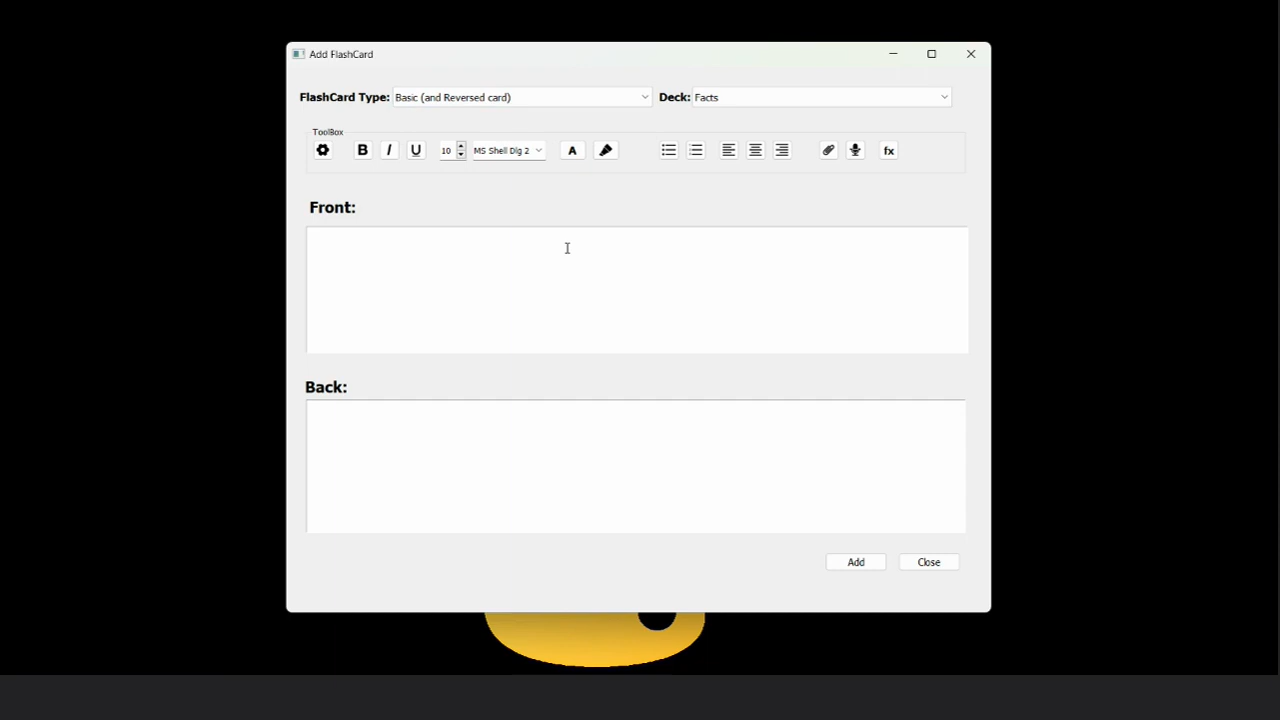 Add FlashCard
FlashCard Type: Basic (and Reversed card) Deck: Facts
ToolBox
B I U 10 MS Shell Dlg 2 A fx
Front:
Back:
Add Close